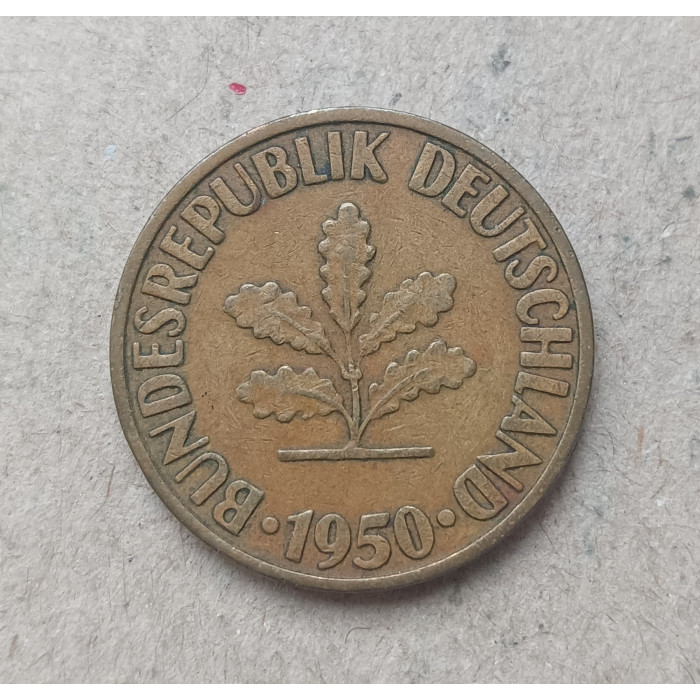 BUNDESREPUBLIK DEUTSCHLAND
·1950·